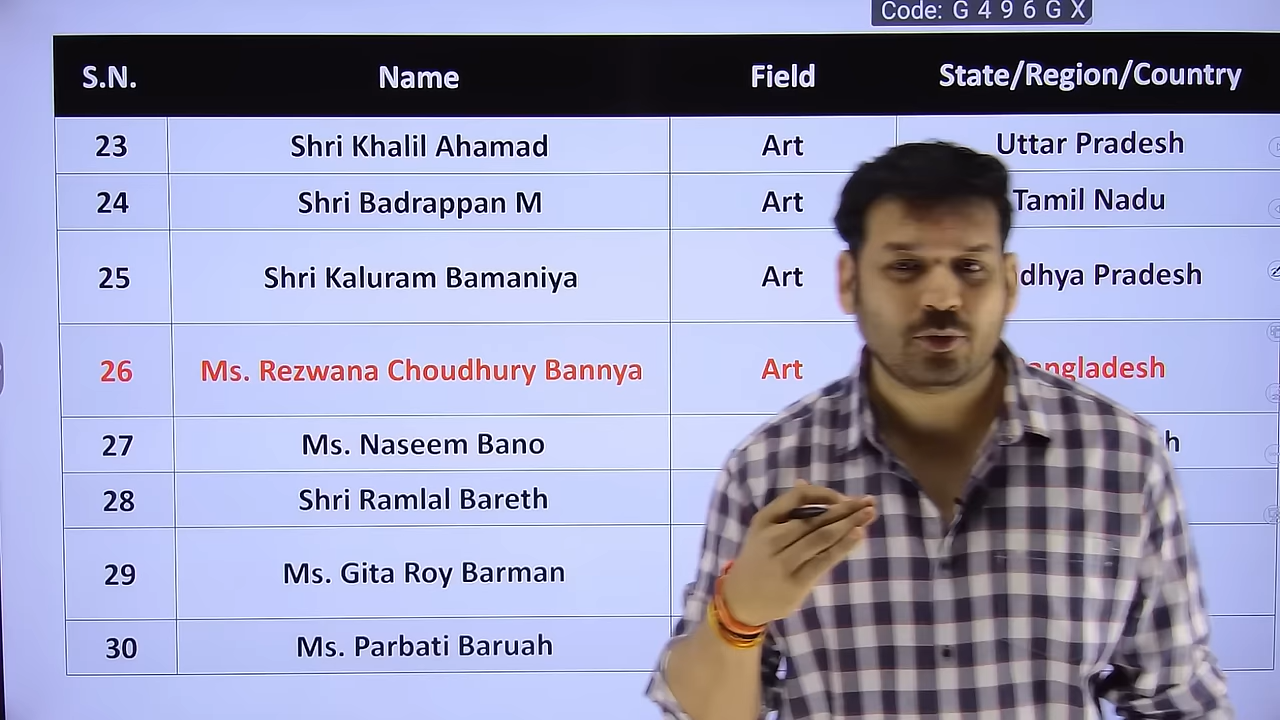 Code: G 4 9 6 G X
S.N. Name Field State/Region/Country
23 Shri Khalil Ahamad Art Uttar Pradesh
24 Shri Badrappan M Art Tamil Nadu
25 Shri Kaluram Bamaniya Art dhya Pradesh
26 Ms. Rezwana Choudhury Bannya Art angladesh
27 Ms. Naseem Bano h
28 Shri Ramlal Bareth
29 Ms. Gita Roy Barman
30 Ms. Parbati Baruah